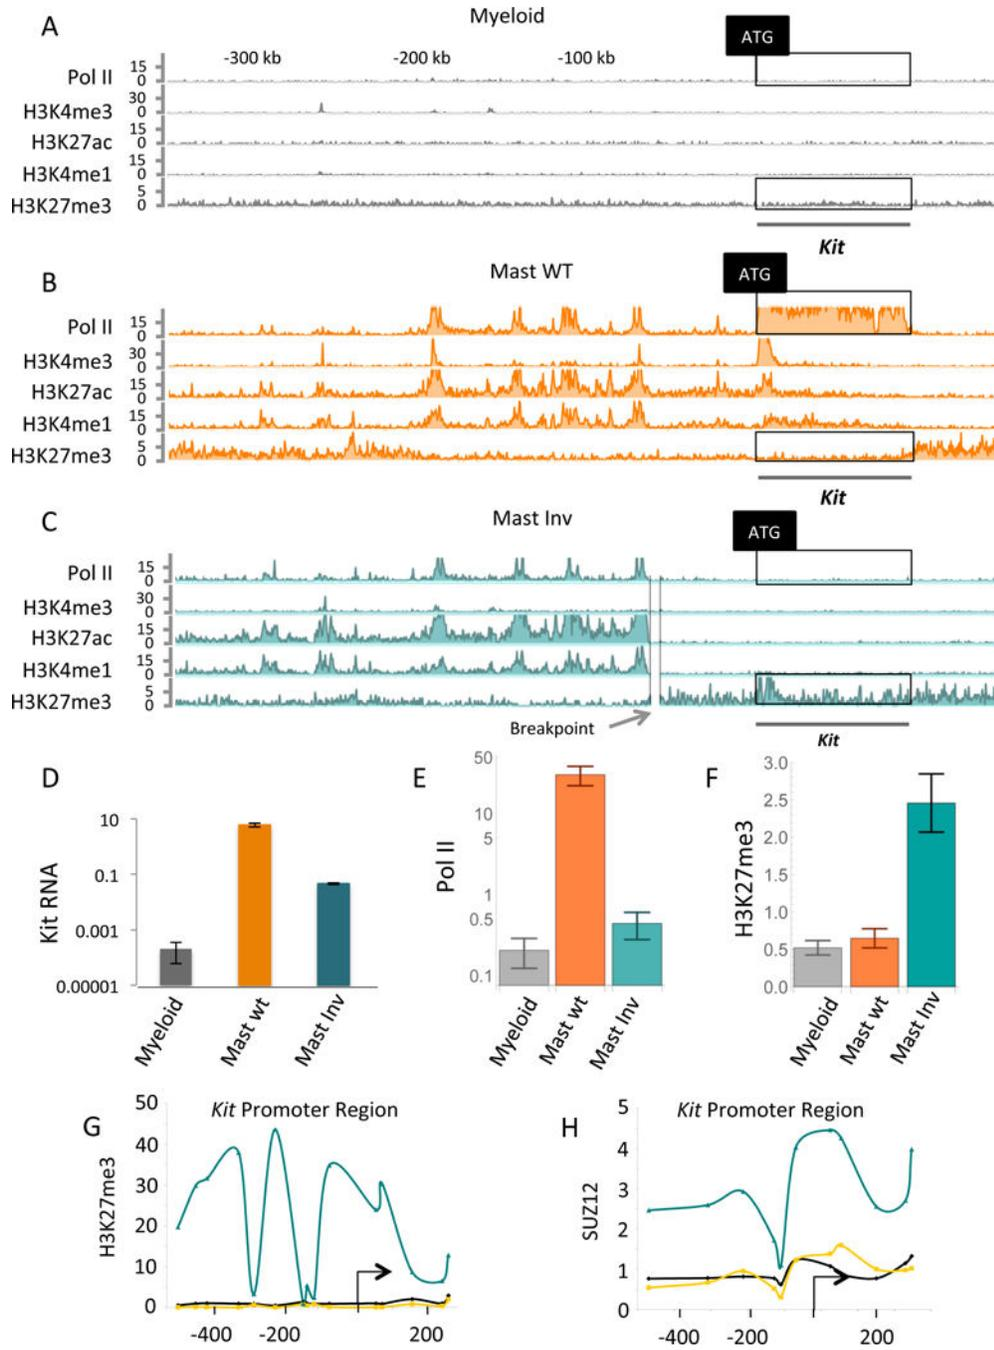 A
Myeloid
ATG
-300 kb -200 kb -100 kb
Pol II 15 0
H3K4me3 30 0
H3K27ac 15 0
H3K4me1 15 0
H3K27me3 5 0
Kit
B
Mast WT
ATG
Pol II 15 0
H3K4me3 30 0
H3K27ac 15 0
H3K4me1 15 0
H3K27me3 5 0
Kit
C
Mast Inv
ATG
Pol II 15 0
H3K4me3 30 0
H3K27ac 15 0
H3K4me1 15 0
H3K27me3 5 0
Breakpoint
Kit
D
Kit RNA
10
0.1
0.001
0.00001
Myeloid Mast wt Mast Inv
E
Pol II
50
10
5
1
0.5
0.1
Myeloid Mast wt Mast Inv
F
H3K27me3
3.0
2.5
2.0
1.5
1.0
0.5
0.0
Myeloid Mast wt Mast Inv
G
Kit Promoter Region
H3K27me3
50
40
30
20
10
0
-400 -200 200
H
Kit Promoter Region
SUZ12
5
4
3
2
1
0
-400 -200 200